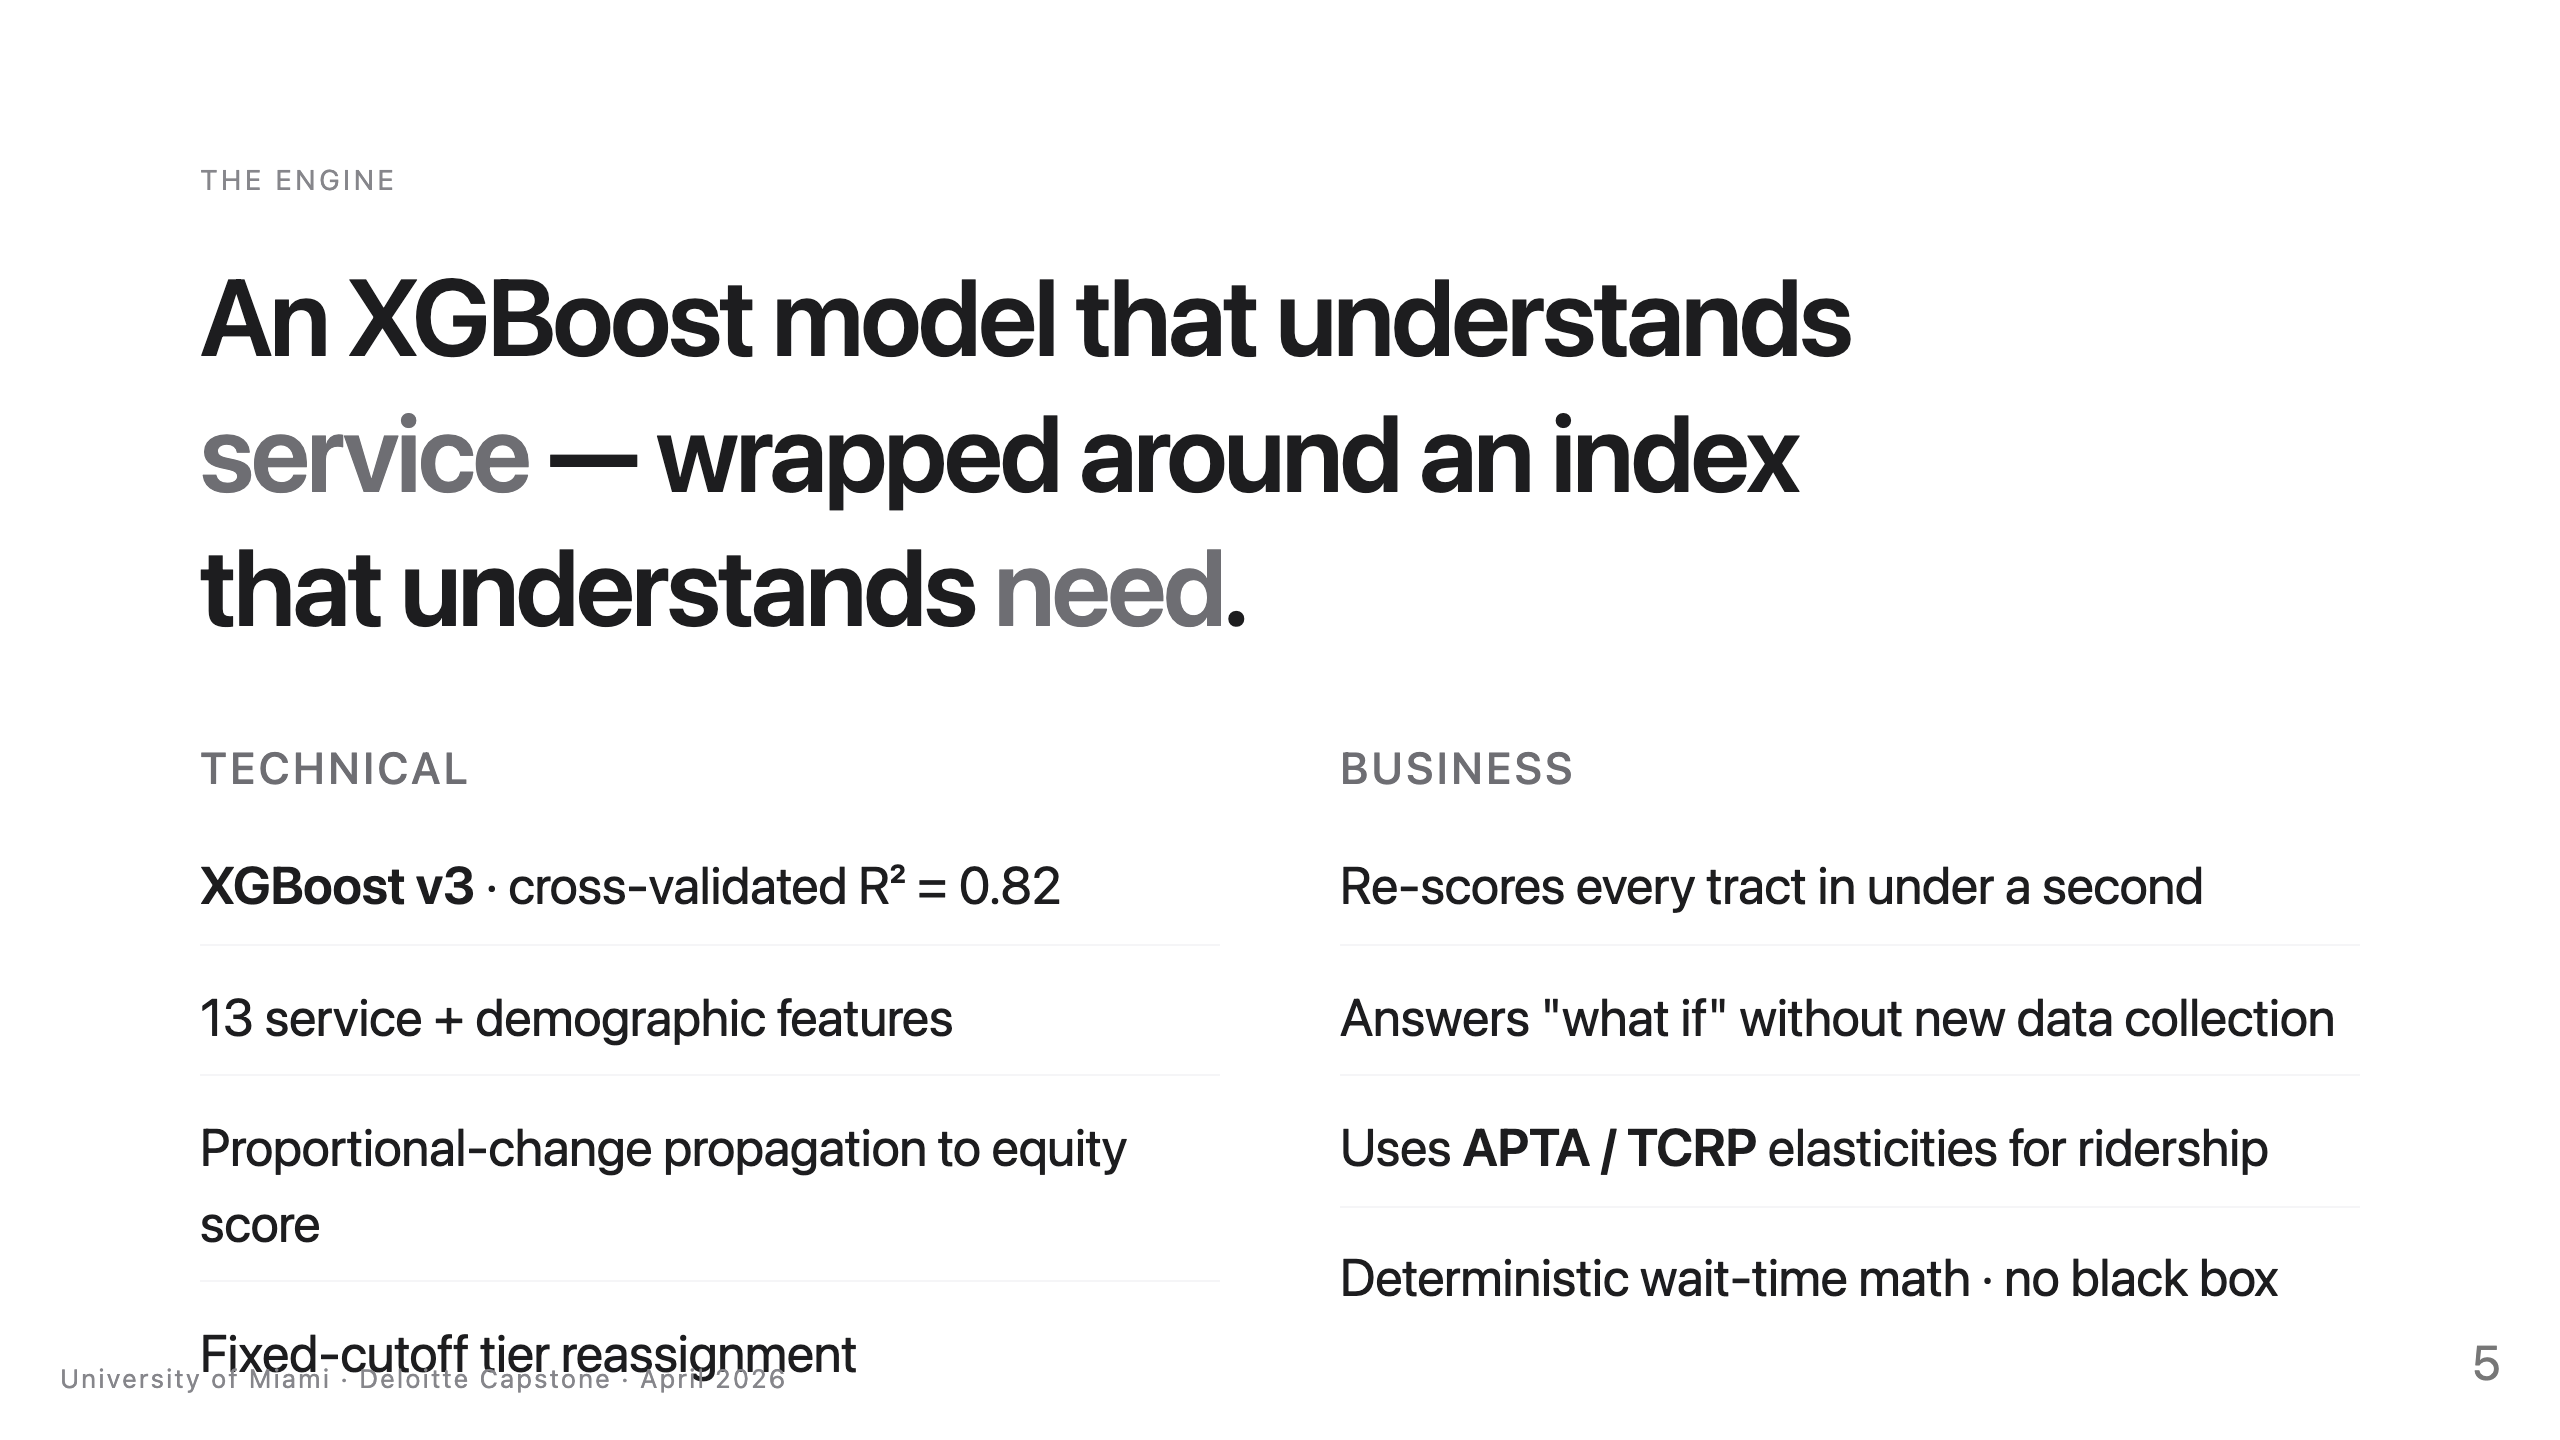 THE ENGINE
An XGBoost model that understands
service — wrapped around an index
that understands need.
TECHNICAL
XGBoost v3 · cross-validated R² = 0.82
13 service + demographic features
Proportional-change propagation to equity
score
Fixed-cutoff tier reassignment
BUSINESS
Re-scores every tract in under a second
Answers "what if" without new data collection
Uses APTA / TCRP elasticities for ridership
Deterministic wait-time math · no black box
University of Miami · Deloitte Capstone · April 2026
5